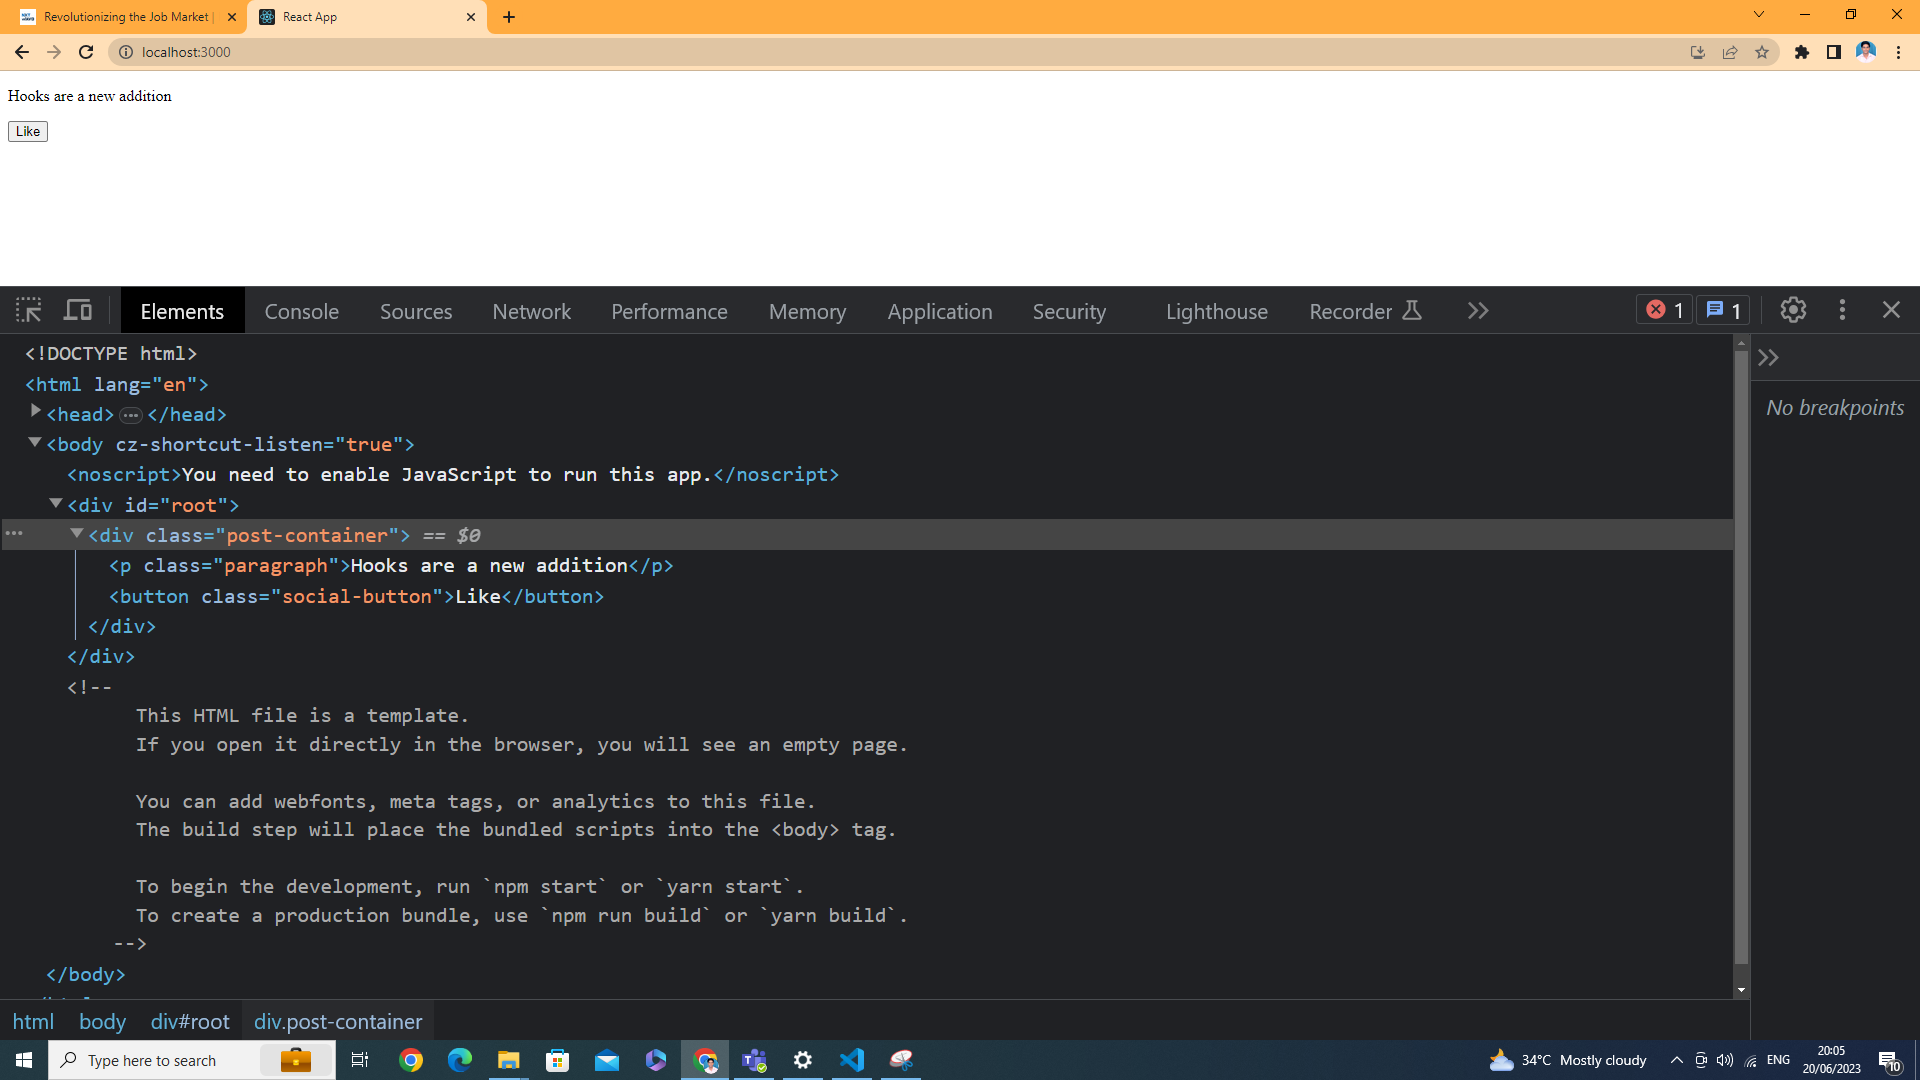 Revolutionizing the Job Market |
React App
localhost:3000
Hooks are a new addition
Like
Elements Console Sources Network Performance Memory Application Security Lighthouse Recorder 1 1
<!DOCTYPE html>
<html lang="en">
<head>…</head>
<body cz-shortcut-listen="true">
<noscript>You need to enable JavaScript to run this app.</noscript>
<div id="root">
<div class="post-container"> == $0
<p class="paragraph">Hooks are a new addition</p>
<button class="social-button">Like</button>
</div>
</div>
<!--
This HTML file is a template.
If you open it directly in the browser, you will see an empty page.
You can add webfonts, meta tags, or analytics to this file.
The build step will place the bundled scripts into the <body> tag.
To begin the development, run `npm start` or `yarn start`.
To create a production bundle, use `npm run build` or `yarn build`.
-->
</body>
No breakpoints
html body div#root div.post-container
Type here to search
34°C Mostly cloudy
ENG
20:05
20/06/2023
10